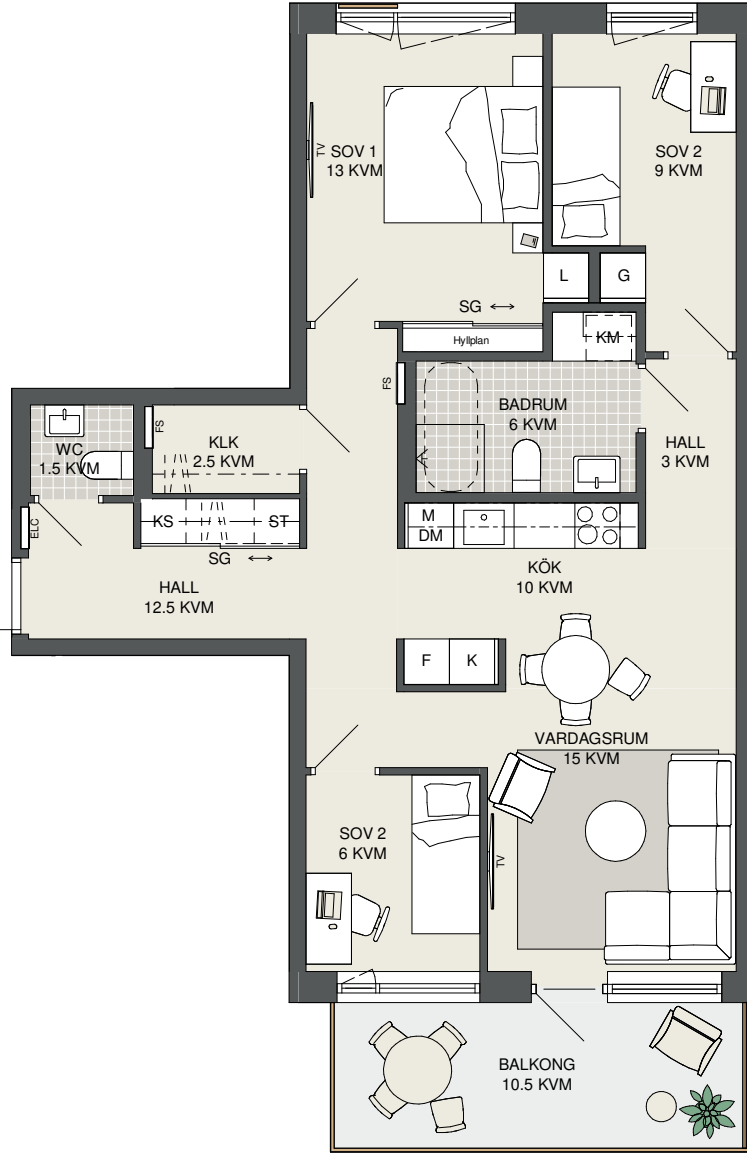 TV
SOV 1
13 KVM
SOV 2
9 KVM
L
G
SG
Hyllplan
KM
FS
BADRUM
6 KVM
HALL
3 KVM
WC
1.5 KVM
FS
KLK
2.5 KVM
ELC
KS
ST
SG
HALL
12.5 KVM
M
DM
KÖK
10 KVM
F
K
VARDAGSRUM
15 KVM
SOV 2
6 KVM
TV
BALKONG
10.5 KVM